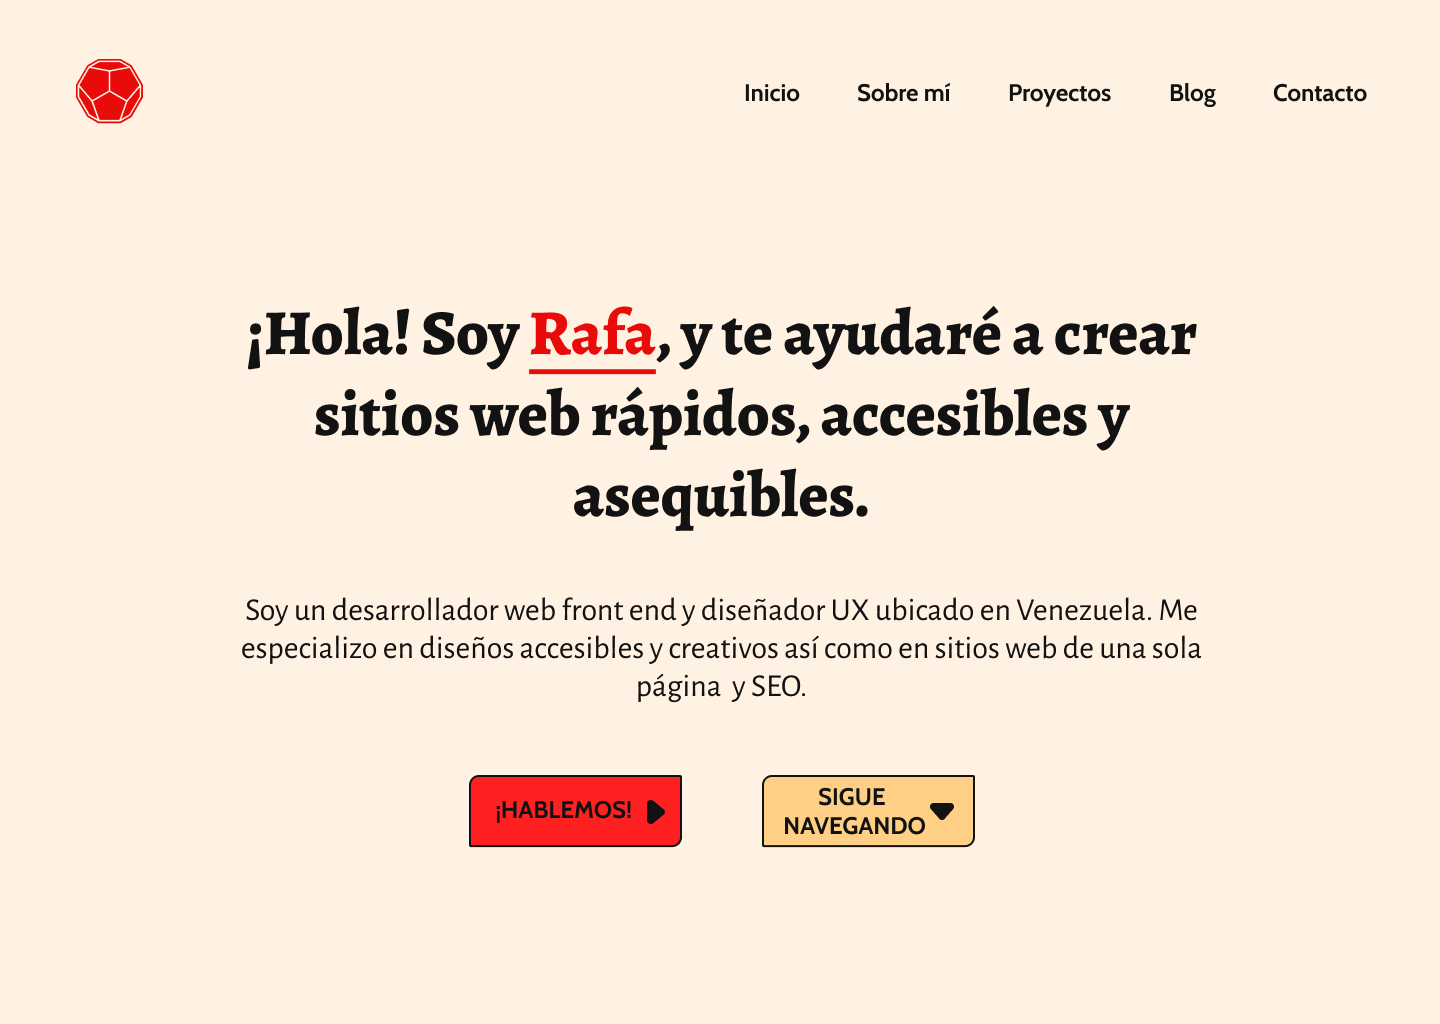 Inicio Sobre mí Proyectos Blog Contacto
¡Hola! Soy Rafa, y te ayudaré a crear
sitios web rápidos, accesibles y
asequibles.
Soy un desarrollador web front end y diseñador UX ubicado en Venezuela. Me
especializo en diseños accesibles y creativos así como en sitios web de una sola
página  y SEO.
¡HABLEMOS!
SIGUE
NAVEGANDO